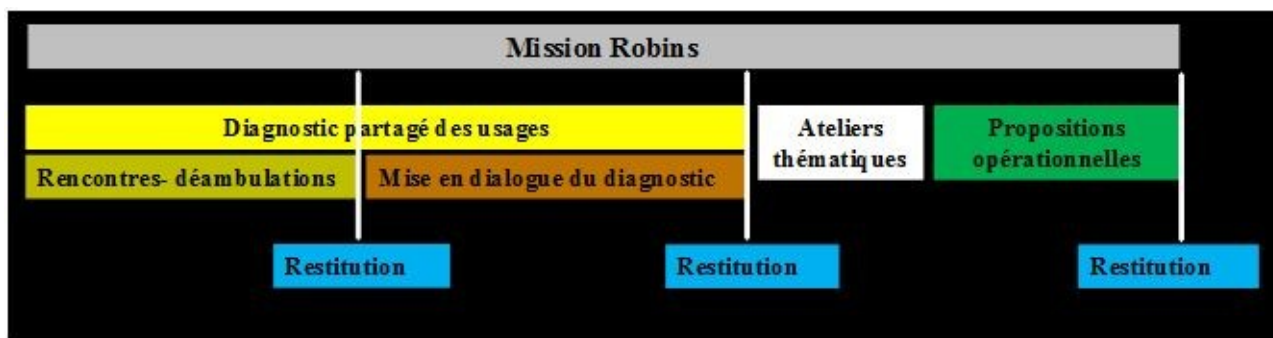 Mission Robins
Diagnostic partagé des usages
Ateliers
thématiques
Propositions
opérationnelles
Rencontres- déambulations
Mise en dialogue du diagnostic
Restitution
Restitution
Restitution